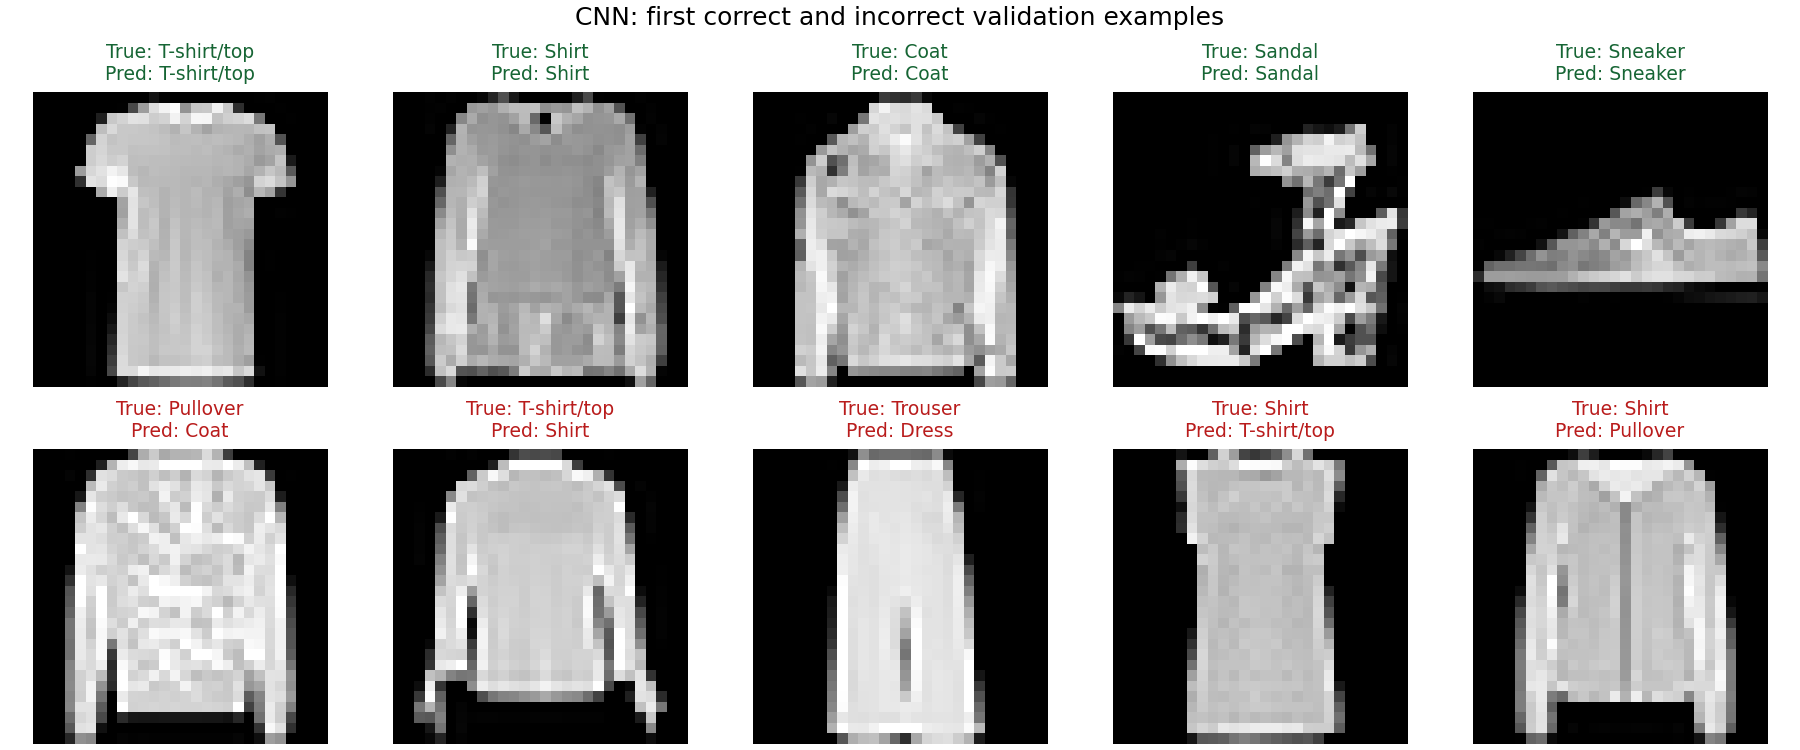 CNN: first correct and incorrect validation examples
True: T-shirt/top
Pred: T-shirt/top
True: Shirt
Pred: Shirt
True: Coat
Pred: Coat
True: Sandal
Pred: Sandal
True: Sneaker
Pred: Sneaker
True: Pullover
Pred: Coat
True: T-shirt/top
Pred: Shirt
True: Trouser
Pred: Dress
True: Shirt
Pred: T-shirt/top
True: Shirt
Pred: Pullover